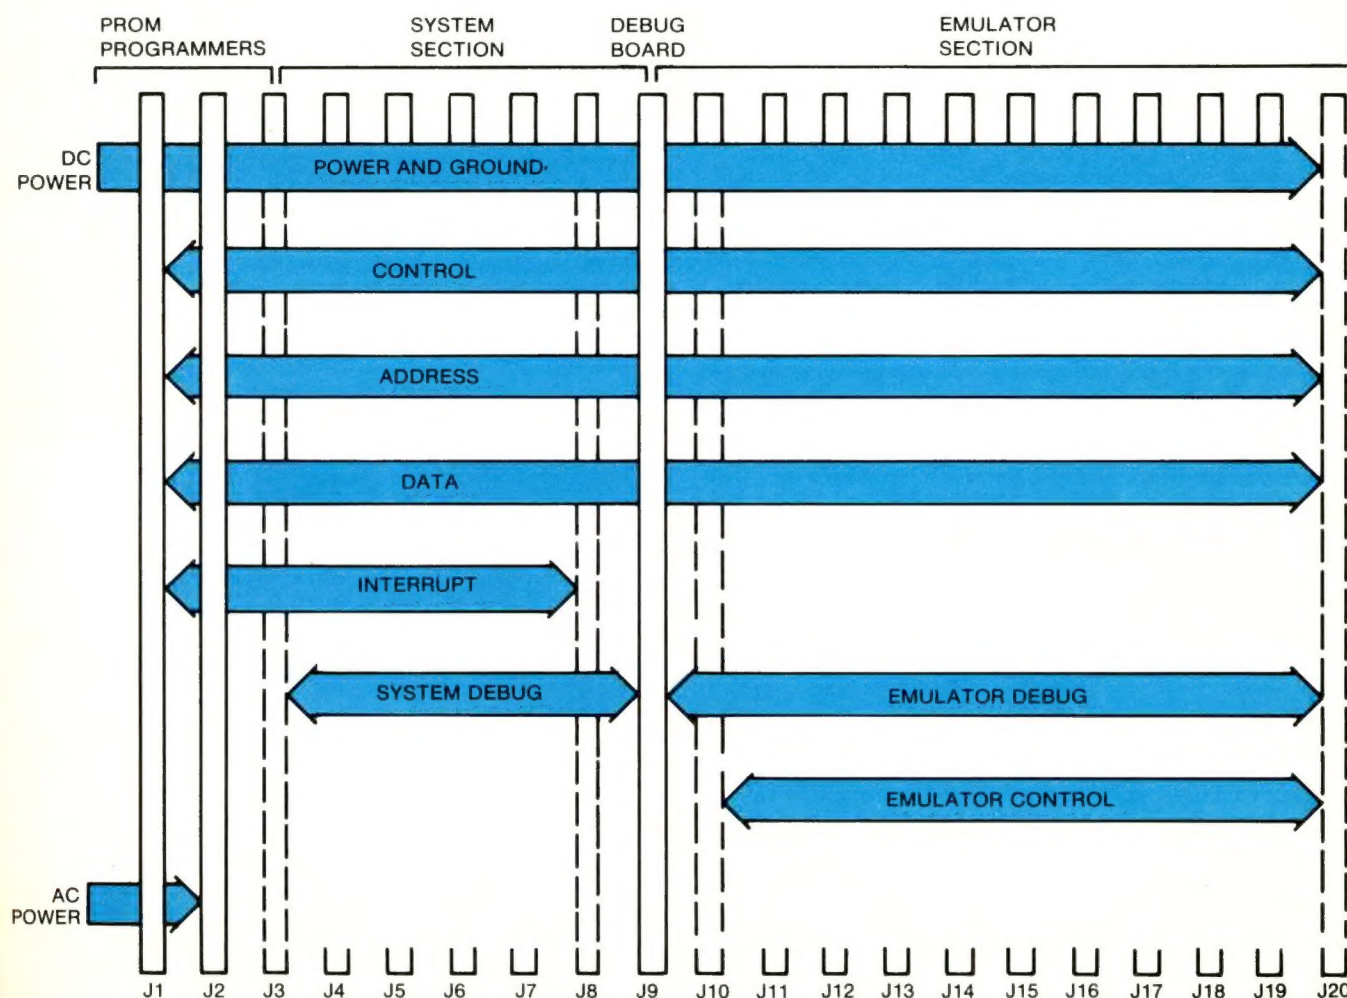 PROM
PROGRAMMERS
SYSTEM
SECTION
DEBUG
BOARD
EMULATOR
SECTION
DC
POWER
POWER AND GROUND
CONTROL
ADDRESS
DATA
INTERRUPT
SYSTEM DEBUG
EMULATOR DEBUG
EMULATOR CONTROL
AC
POWER
J1 J2 J3 J4 J5 J6 J7 J8 J9 J10 J11 J12 J13 J14 J15 J16 J17 J18 J19 J20